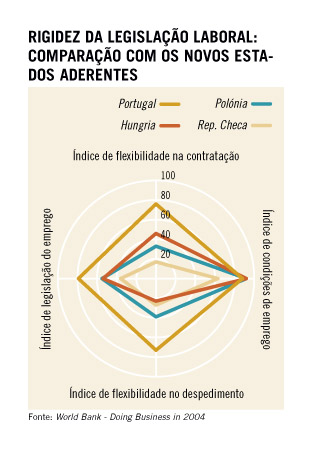 RIGIDEZ DA LEGISLAÇÃO LABORAL:
COMPARAÇÃO COM OS NOVOS ESTA-
DOS ADERENTES
Portugal
Polónia
Hungria
Rep. Checa
Índice de flexibilidade na contratação
100
80
60
40
20
Índice de legislação do emprego
Índice de condições de emprego
Índice de flexibilidade no despedimento
Fonte: World Bank - Doing Business in 2004